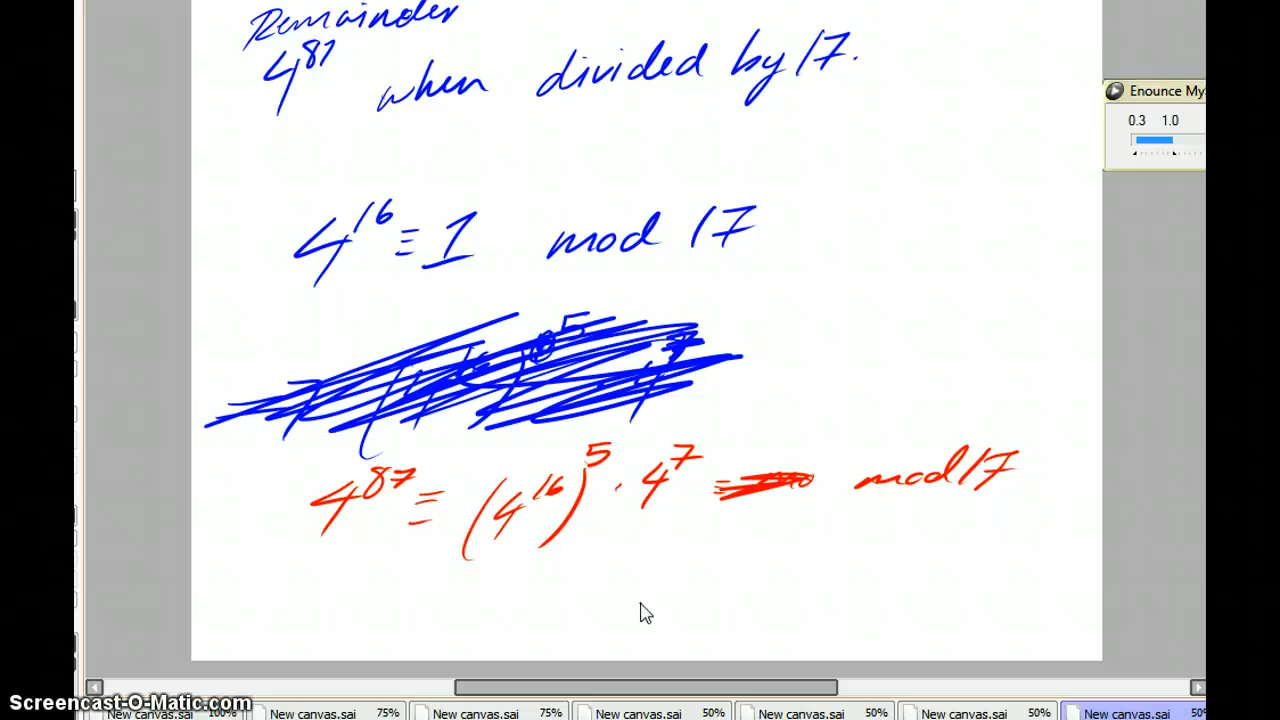 Remainder
4^87 when divided by 17.
Enounce My
0.3 1.0
4^16 ≡ 1 mod 17
4^87 ≡ (4^16)^5 · 4^7 mod 17
Screencast-O-Matic.com
New canvas.sai 100% New canvas.sai 75% New canvas.sai 75% New canvas.sai 50% New canvas.sai 50% New canvas.sai 50% New canvas.sai 50%